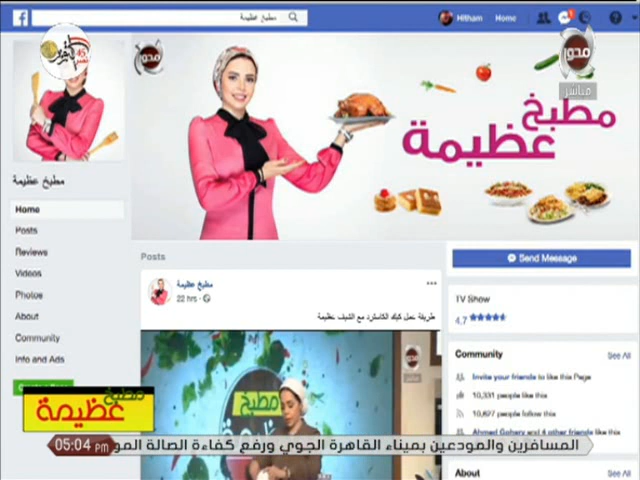 مطبخ عظيمة
Hitham
Home
محور
مباشر
مطبخ
عظيمة
مطبخ عظيمة
Home
Posts
Reviews
Videos
Photos
About
Community
Info and Ads
Posts
مطبخ عظيمة
22 hrs
طريقة عمل كيك الكاسترد مع الشيف عظيمة
مطبخ
Send Message
TV Show
4.7
Community
See All
Invite your friends to like this Page
10,331 people like this
10,677 people follow this
Ahmed Gohary and 4 other friends like this
About
See All
مطبخ
عظيمة
05:04 PM
المسافرين والمودعين بميناء القاهرة الجوي ورفع كفاءة الصالة المو